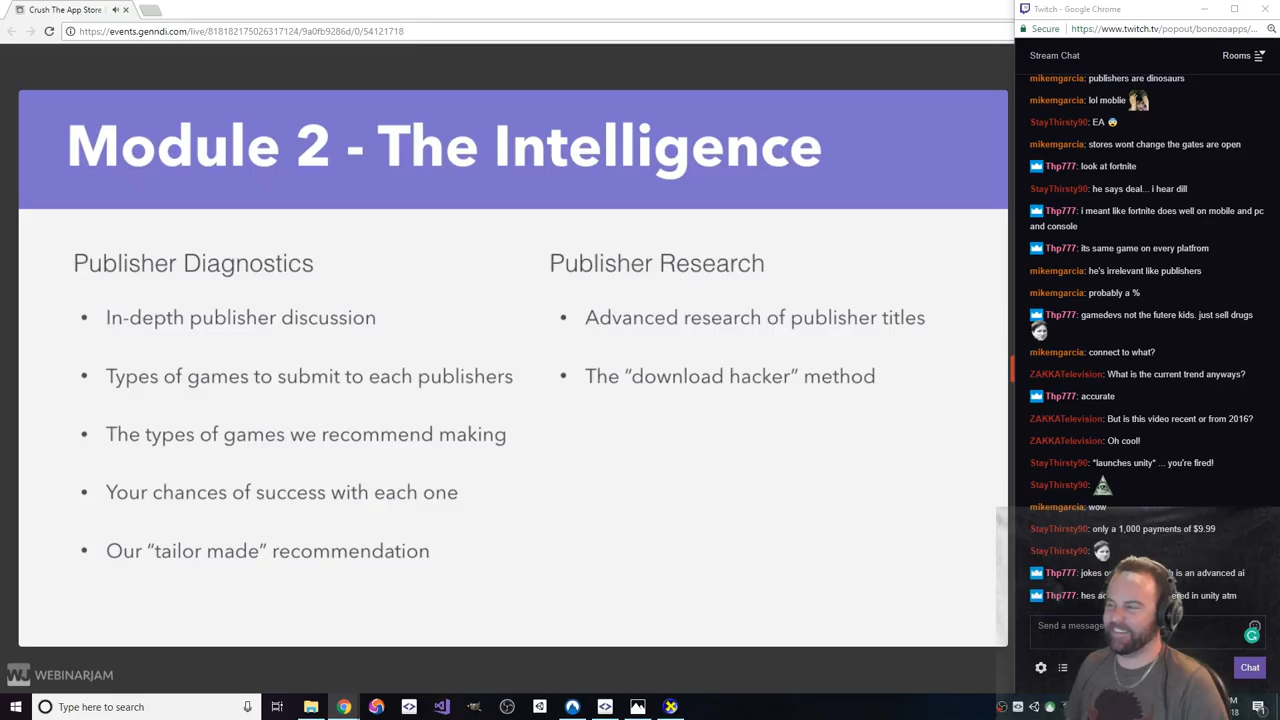 Crush The App Store
Twitch - Google Chrome
https://events.genndi.com/live/818182175026317124/9a0fb9286d/0/54121718
Secure
https://www.twitch.tv/popout/bonozoapps/...
Module 2 - The Intelligence
Publisher Diagnostics
• In-depth publisher discussion
• Types of games to submit to each publishers
• The types of games we recommend making
• Your chances of success with each one
• Our “tailor made” recommendation
Publisher Research
• Advanced research of publisher titles
• The “download hacker” method
WEBINARJAM
Stream Chat
Rooms
mikemgarcia: publishers are dinosaurs
mikemgarcia: lol moblie
StayThirsty90: EA
mikemgarcia: stores wont change the gates are open
Thp777: look at fortnite
StayThirsty90: he says deal... i hear dill
Thp777: i meant like fortnite does well on mobile and pc
and console
Thp777: its same game on every platfrom
mikemgarcia: he's irrelevant like publishers
mikemgarcia: probably a %
Thp777: gamedevs not the futere kids. just sell drugs
mikemgarcia: connect to what?
ZAKKATelevision: What is the current trend anyways?
Thp777: accurate
ZAKKATelevision: But is this video recent or from 2016?
ZAKKATelevision: Oh cool!
StayThirsty90: *launches unity* ... you're fired!
StayThirsty90:
mikemgarcia: wow
StayThirsty90: only a 1,000 payments of $9.99
StayThirsty90:
Thp777: jokes is an advanced ai
Thp777: hes in unity atm
Send a message
Chat
Type here to search